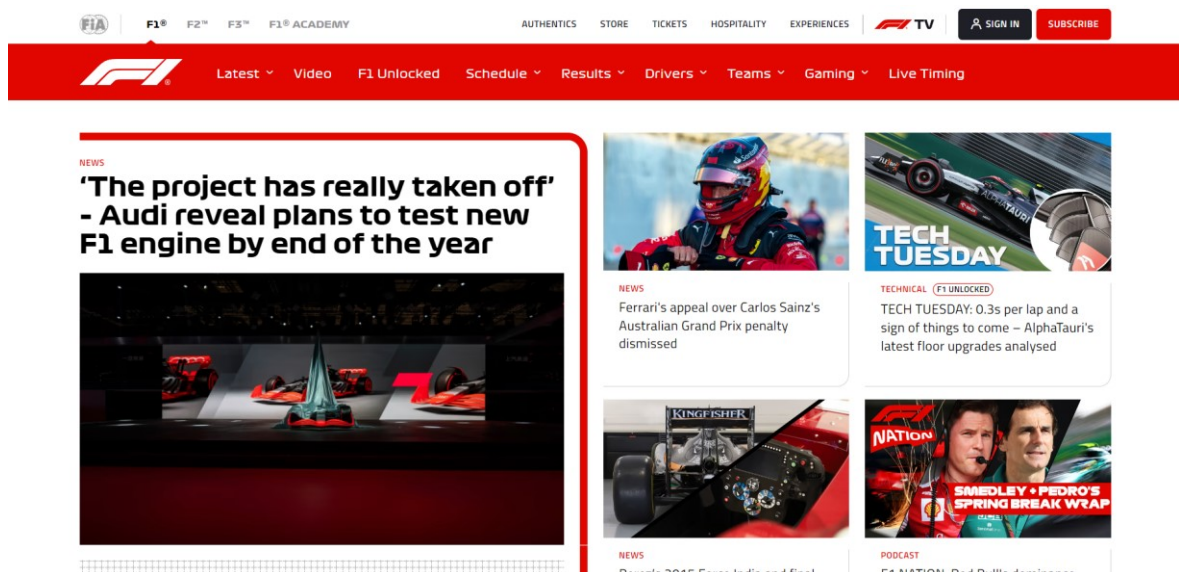 FiA
F1®
F2™
F3™
F1® ACADEMY
AUTHENTICS
STORE
TICKETS
HOSPITALITY
EXPERIENCES
F1 TV
SIGN IN
SUBSCRIBE
Latest
Video
F1 Unlocked
Schedule
Results
Drivers
Teams
Gaming
Live Timing
NEWS
‘The project has really taken off’
- Audi reveal plans to test new
F1 engine by end of the year
NEWS
Ferrari's appeal over Carlos Sainz's
Australian Grand Prix penalty
dismissed
ALPHATAURI
TECH
TUESDAY
TECHNICAL
F1 UNLOCKED
TECH TUESDAY: 0.3s per lap and a
sign of things to come – AlphaTauri's
latest floor upgrades analysed
KINGFISHER
NEWS
F1
NATION
SMEDLEY + PEDRO'S
SPRING BREAK WRAP
PODCAST